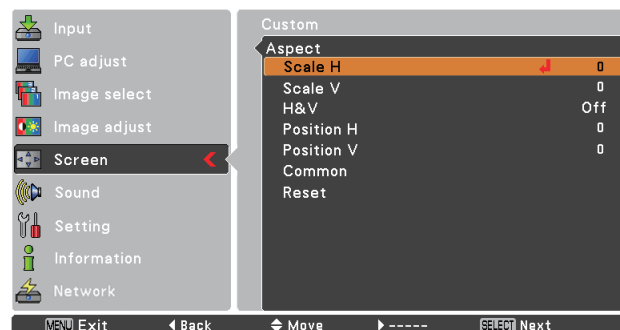 Input
PC adjust
Image select
Image adjust
Screen
Sound
Setting
Information
Network
Custom
Aspect
Scale H 0
Scale V 0
H&V Off
Position H 0
Position V 0
Common
Reset
MENU Exit Back Move ----- SELECT Next